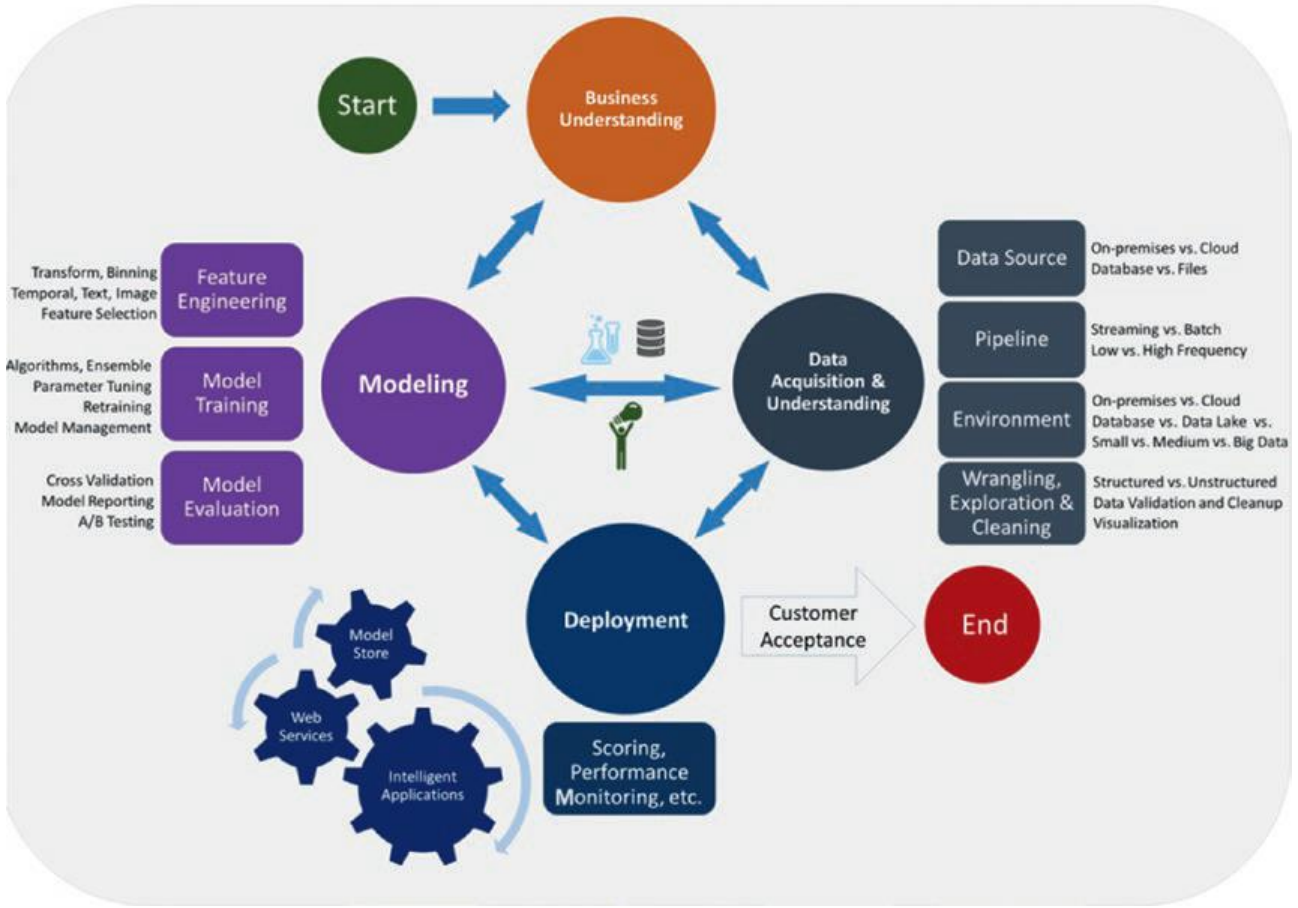 Start
Business
Understanding
Transform, Binning
Temporal, Text, Image
Feature Selection
Feature
Engineering
Algorithms, Ensemble
Parameter Tuning
Retraining
Model Management
Model
Training
Cross Validation
Model Reporting
A/B Testing
Model
Evaluation
Modeling
Data
Acquisition &
Understanding
Data Source
On-premises vs. Cloud
Database vs. Files
Pipeline
Streaming vs. Batch
Low vs. High Frequency
Environment
On-premises vs. Cloud
Database vs. Data Lake vs.
Small vs. Medium vs. Big Data
Wrangling,
Exploration &
Cleaning
Structured vs. Unstructured
Data Validation and Cleanup
Visualization
Deployment
Customer
Acceptance
End
Model
Store
Web
Services
Intelligent
Applications
Scoring,
Performance
Monitoring, etc.